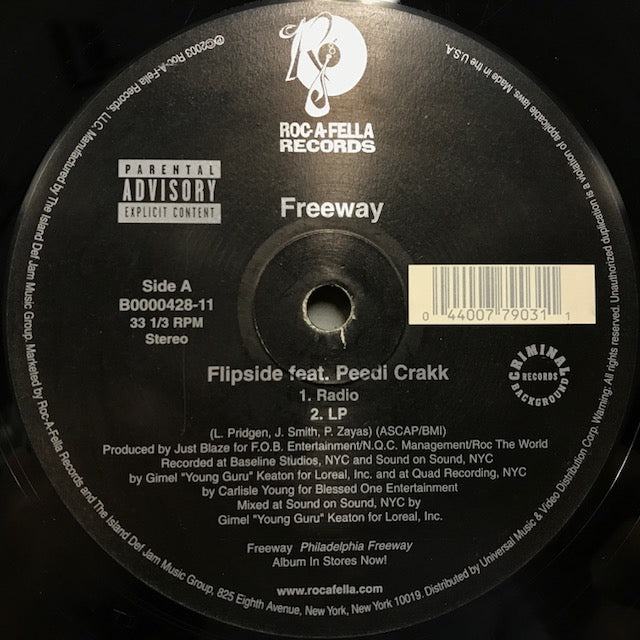 ROC-A-FELLA
RECORDS
PARENTAL
ADVISORY
EXPLICIT CONTENT
Freeway
Side A
B0000428-11
33 1/3 RPM
Stereo
0 44007 79031 1
Flipside feat. Peedi Crakk
1. Radio
2. LP
CRIMINAL
RECORDS
BACKGROUND
(L. Pridgen, J. Smith, P. Zayas) (ASCAP/BMI)
Produced by Just Blaze for F.O.B. Entertainment/N.Q.C. Management/Roc The World
Recorded at Baseline Studios, NYC and Sound on Sound, NYC
by Gimel "Young Guru" Keaton for Loreal, Inc. and at Quad Recording, NYC
by Carlisle Young for Blessed One Entertainment
Mixed at Sound on Sound, NYC by
Gimel "Young Guru" Keaton for Loreal, Inc.
Freeway Philadelphia Freeway
Album In Stores Now!
www.rocafella.com
℗©2003 Roc-A-Fella Records, LLC. Manufactured by The Island Def Jam Music Group. Marketed by Roc-A-Fella Records and The Island Def Jam Music Group, 825 Eighth Avenue, New York, New York 10019. Distributed by Universal Music & Video Distribution Corp. Warning: All rights reserved. Unauthorized duplication is a violation of applicable laws. Made in the U.S.A.